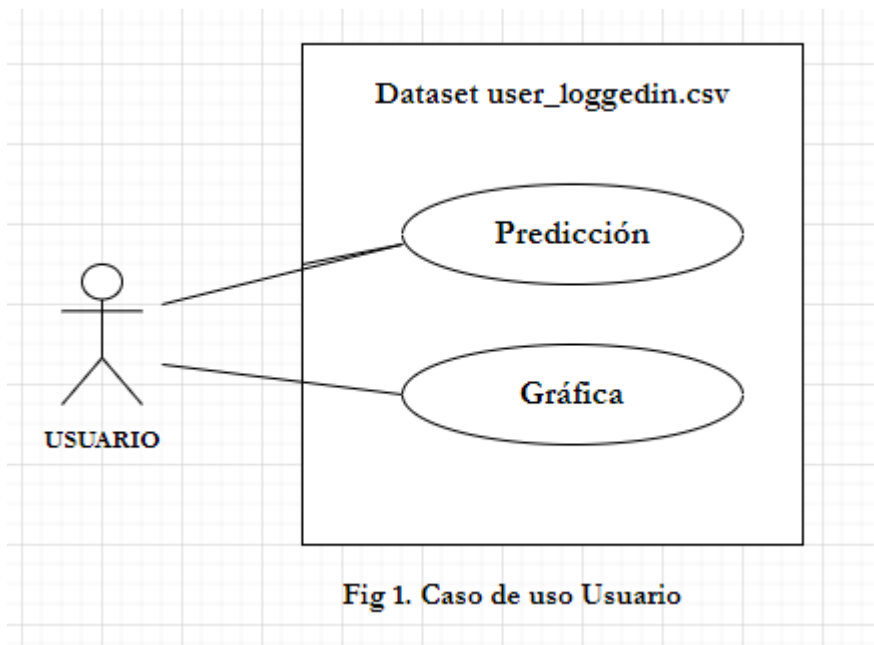 Dataset user_loggedin.csv
Predicción
Gráfica
USUARIO
Fig 1. Caso de uso Usuario